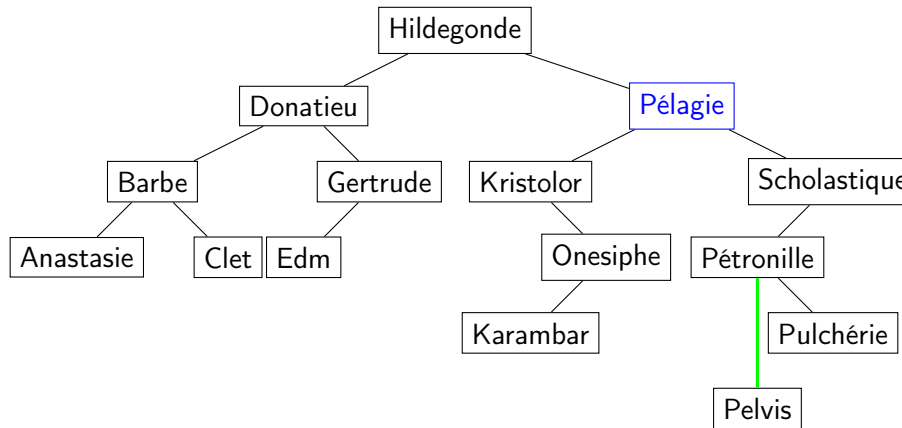 Hildegonde
Donatieu
Pélagie
Barbe
Gertrude
Kristolor
Scholastique
Anastasie
Clet
Edm
Onesiphe
Pétronille
Karambar
Pulchérie
Pelvis